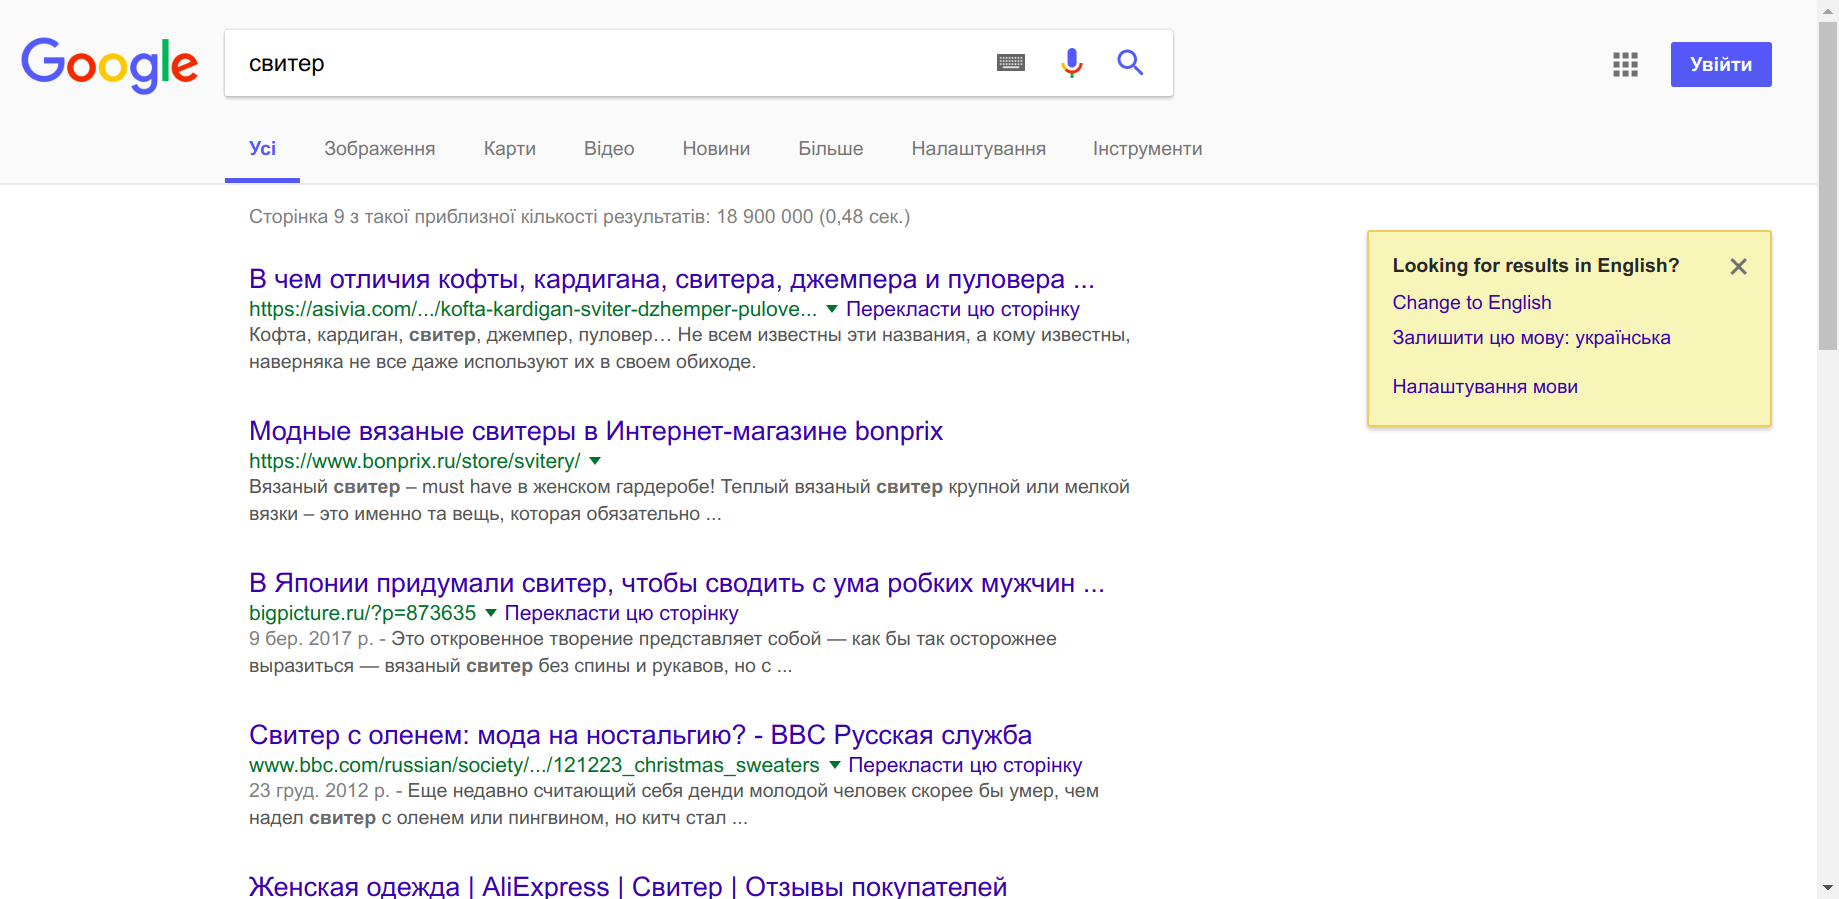 Google
свитер
Увійти
Усі Зображення Карти Відео Новини Більше Налаштування Інструменти
Сторінка 9 з такої приблизної кількості результатів: 18 900 000 (0,48 сек.)
В чем отличия кофты, кардигана, свитера, джемпера и пуловера ...
https://asivia.com/.../kofta-kardigan-sviter-dzhemper-pulove... Перекласти цю сторінку
Кофта, кардиган, свитер, джемпер, пуловер… Не всем известны эти названия, а кому известны,
наверняка не все даже используют их в своем обиходе.
Модные вязаные свитеры в Интернет-магазине bonprix
https://www.bonprix.ru/store/svitery/
Вязаный свитер – must have в женском гардеробе! Теплый вязаный свитер крупной или мелкой
вязки – это именно та вещь, которая обязательно ...
В Японии придумали свитер, чтобы сводить с ума робких мужчин ...
bigpicture.ru/?p=873635 Перекласти цю сторінку
9 бер. 2017 р. - Это откровенное творение представляет собой — как бы так осторожнее
выразиться — вязаный свитер без спины и рукавов, но с ...
Свитер с оленем: мода на ностальгию? - BBC Русская служба
www.bbc.com/russian/society/.../121223_christmas_sweaters Перекласти цю сторінку
23 груд. 2012 р. - Еще недавно считающий себя денди молодой человек скорее бы умер, чем
надел свитер с оленем или пингвином, но китч стал ...
Женская одежда | AliExpress | Свитер | Отзывы покупателей
Looking for results in English?
Change to English
Залишити цю мову: українська
Налаштування мови